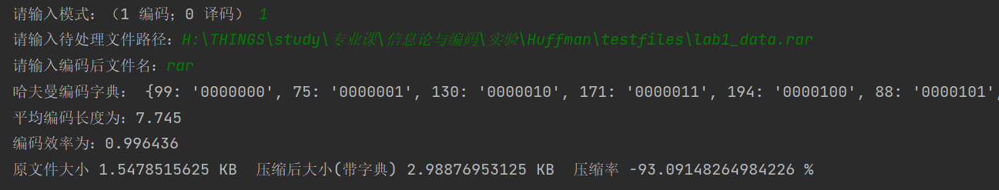 请输入模式：（1 编码；0 译码） 1
请输入待处理文件路径：H:\THINGS\study\专业课\信息论与编码\实验\Huffman\testfiles\lab1_data.rar
请输入编码后文件名：rar
哈夫曼编码字典： {99: '0000000', 75: '0000001', 130: '0000010', 171: '0000011', 194: '0000100', 88: '0000101',
平均编码长度为：7.745
编码效率为：0.996436
原文件大小 1.5478515625 KB  压缩后大小(带字典) 2.98876953125 KB  压缩率 -93.09148264984226 %